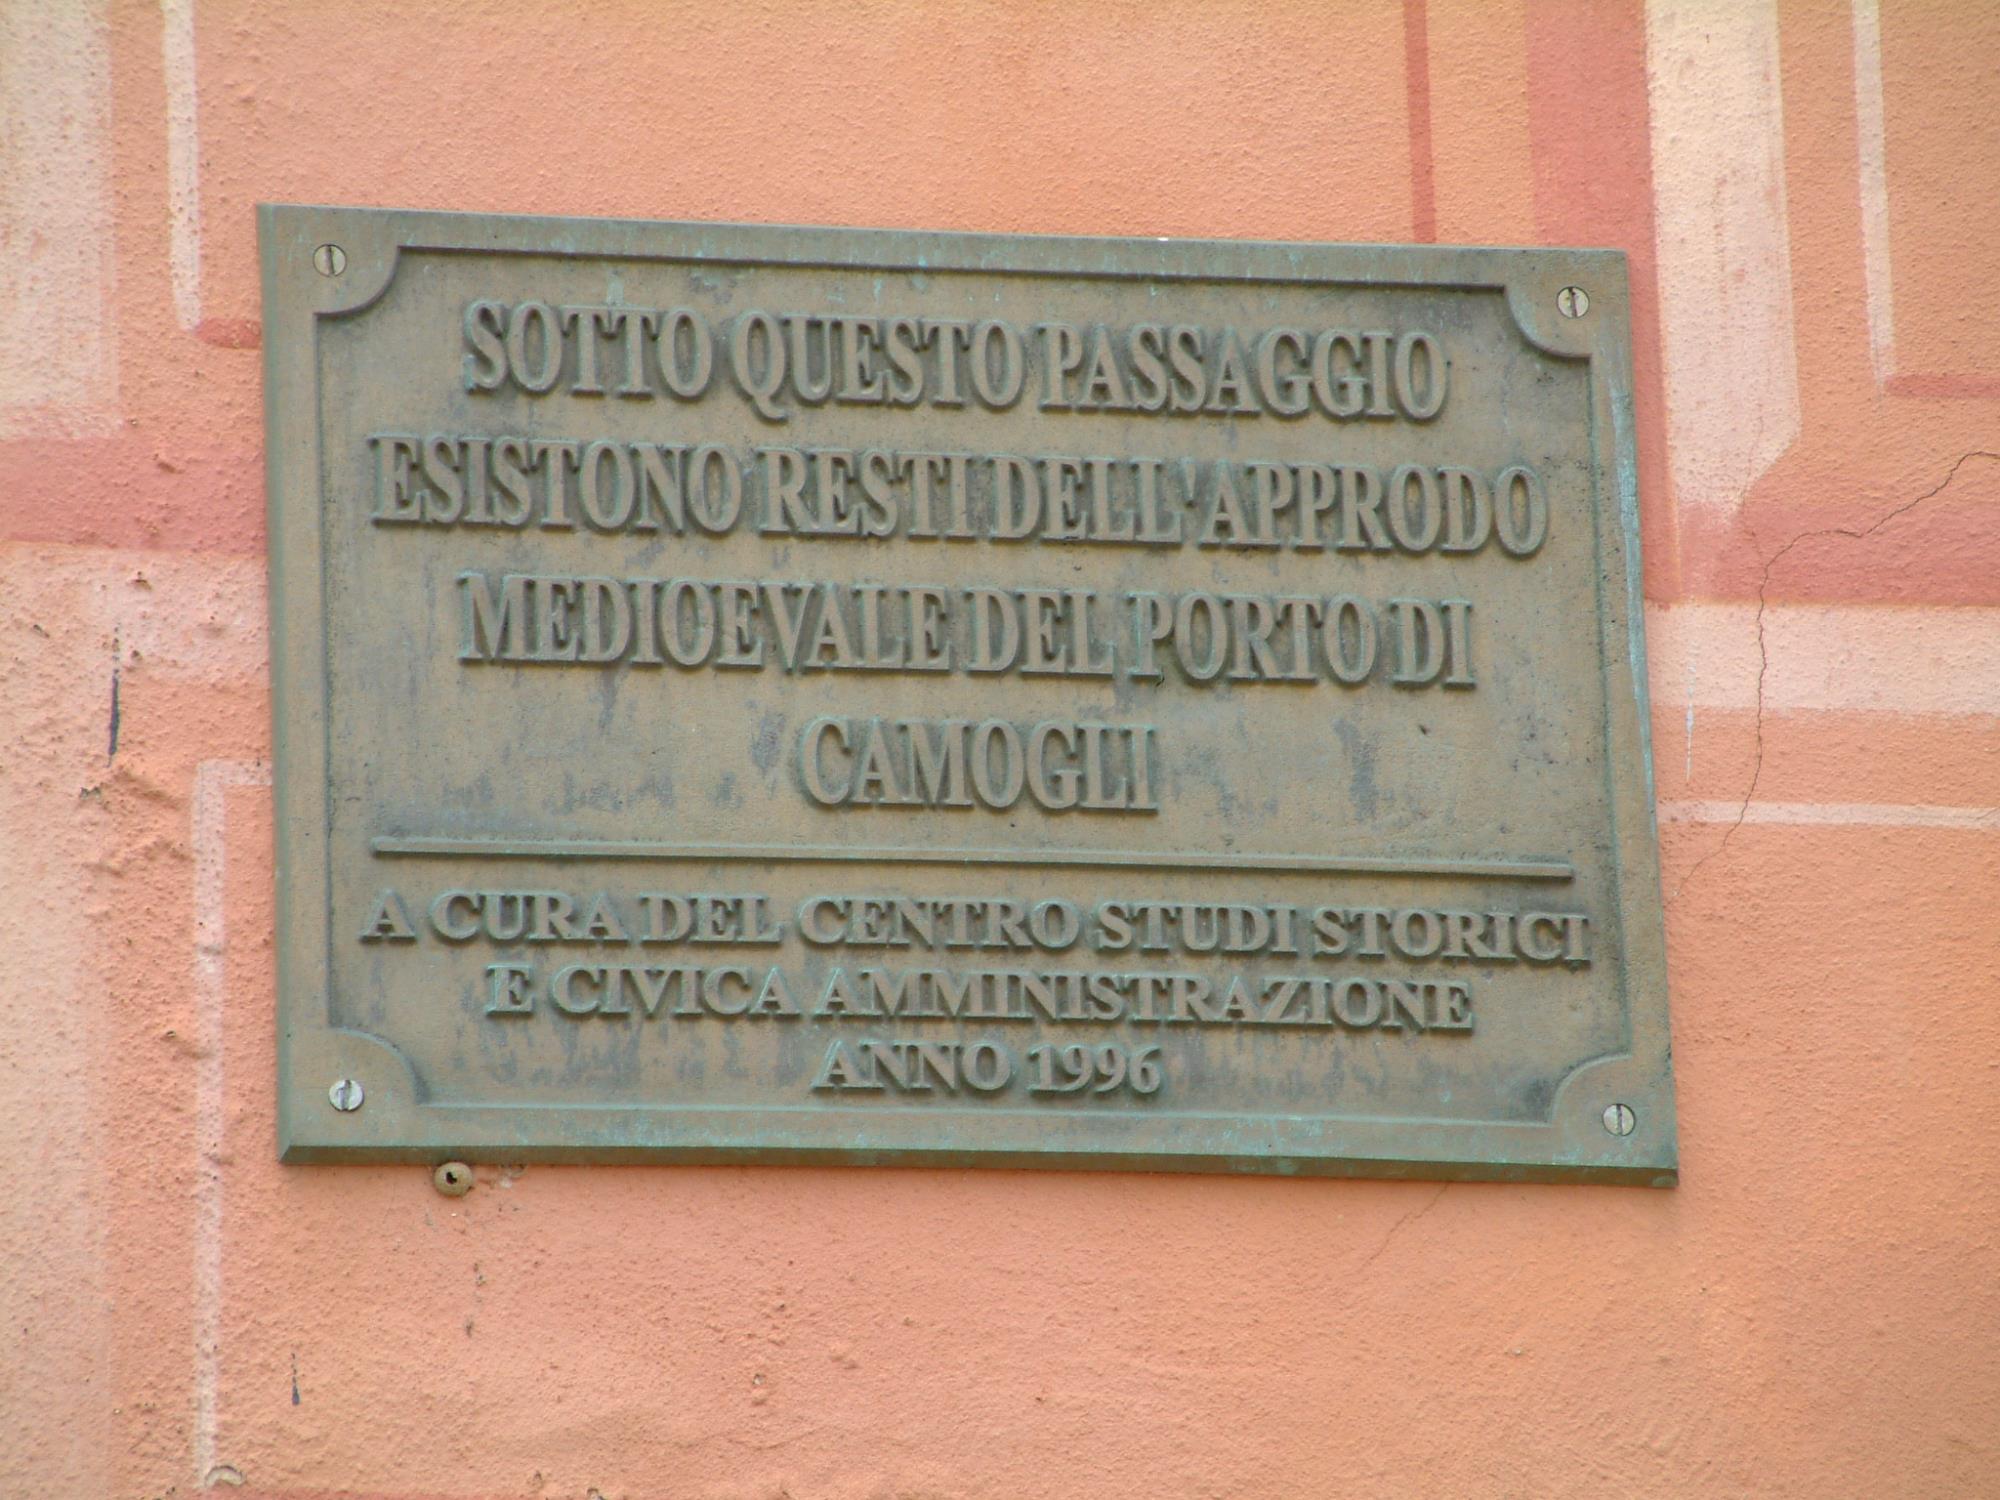 SOTTO QUESTO PASSAGGIO
ESISTONO RESTI DELL'APPRODO
MEDIOEVALE DEL PORTO DI
CAMOGLI
A CURA DEL CENTRO STUDI STORICI
E CIVICA AMMINISTRAZIONE
ANNO 1996